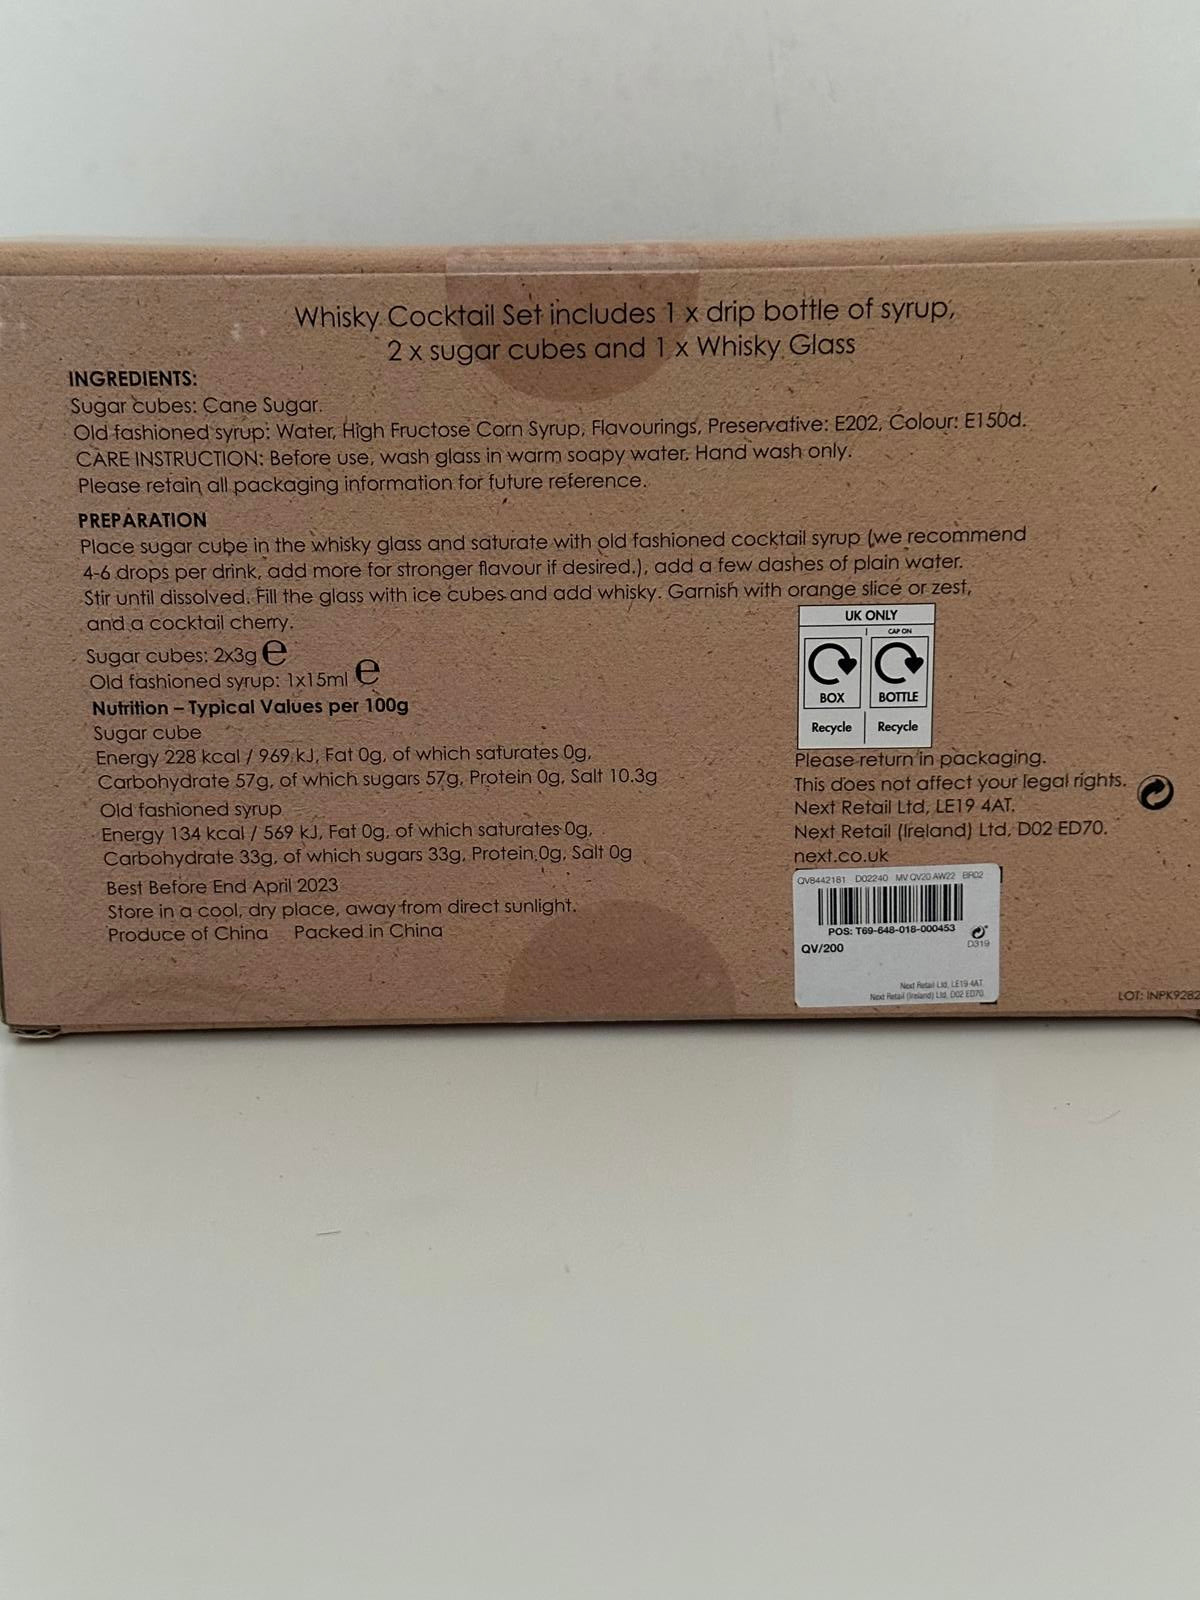 Whisky Cocktail Set includes 1 x drip bottle of syrup,
2 x sugar cubes and 1 x Whisky Glass
INGREDIENTS:
Sugar cubes: Cane Sugar.
Old fashioned syrup: Water, High Fructose Corn Syrup, Flavourings, Preservative: E202, Colour: E150d.
CARE INSTRUCTION: Before use, wash glass in warm soapy water. Hand wash only.
Please retain all packaging information for future reference.
PREPARATION
Place sugar cube in the whisky glass and saturate with old fashioned cocktail syrup (we recommend
4-6 drops per drink, add more for stronger flavour if desired.), add a few dashes of plain water.
Stir until dissolved. Fill the glass with ice cubes and add whisky. Garnish with orange slice or zest,
and a cocktail cherry.
Sugar cubes: 2x3g e
Old fashioned syrup: 1x15ml e
Nutrition – Typical Values per 100g
Sugar cube
Energy 228 kcal / 969 kJ, Fat 0g, of which saturates 0g,
Carbohydrate 57g, of which sugars 57g, Protein 0g, Salt 10.3g
Old fashioned syrup
Energy 134 kcal / 569 kJ, Fat 0g, of which saturates 0g,
Carbohydrate 33g, of which sugars 33g, Protein 0g, Salt 0g
Best Before End April 2023
Store in a cool, dry place, away from direct sunlight.
Produce of China Packed in China
UK ONLY
CAP ON
BOX BOTTLE
Recycle Recycle
Please return in packaging.
This does not affect your legal rights.
Next Retail Ltd, LE19 4AT.
Next Retail (Ireland) Ltd, D02 ED70.
next.co.uk
QV8442181 D02240 MV QV20 AW22 BR02
POS: T69-648-018-000453
QV/200 D319
Next Retail Ltd, LE19 4AT
Next Retail (Ireland) Ltd, D02 ED70
LOT: INPK9282